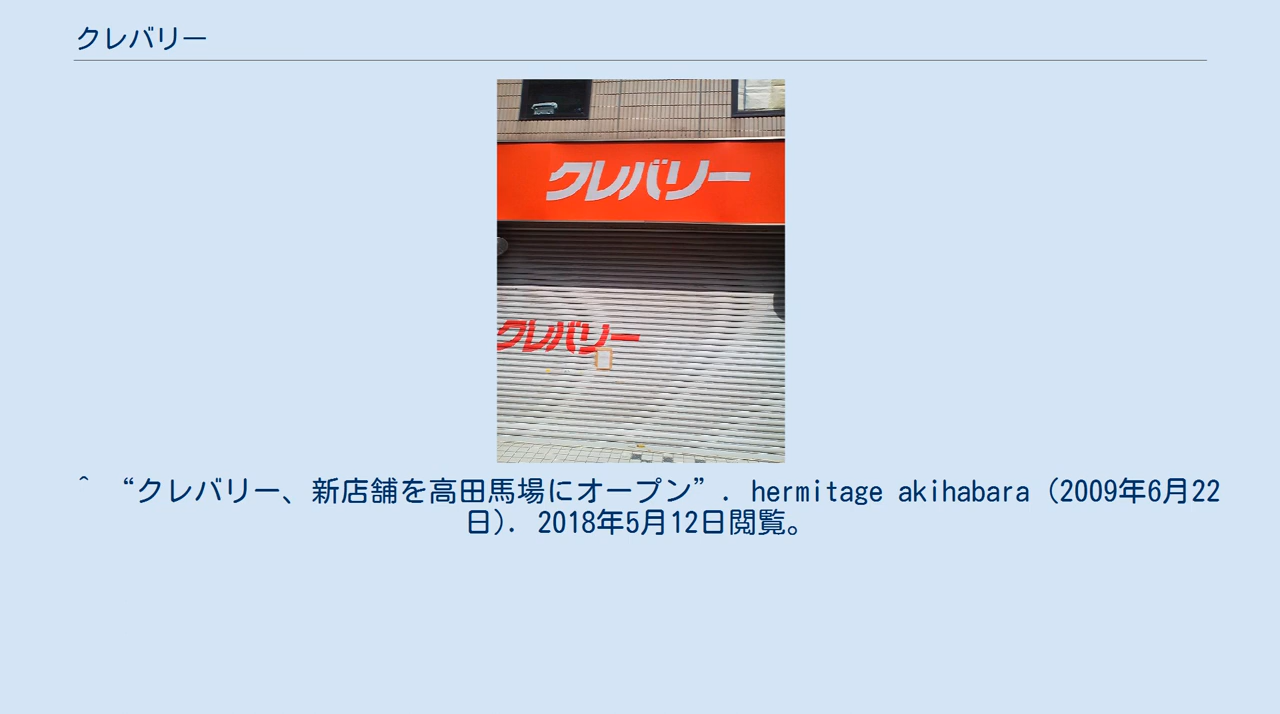 クレバリー
クレバリー
クレバリー
^ “クレバリー、新店舗を高田馬場にオープン”. hermitage akihabara (2009年6月22
日). 2018年5月12日閲覧。